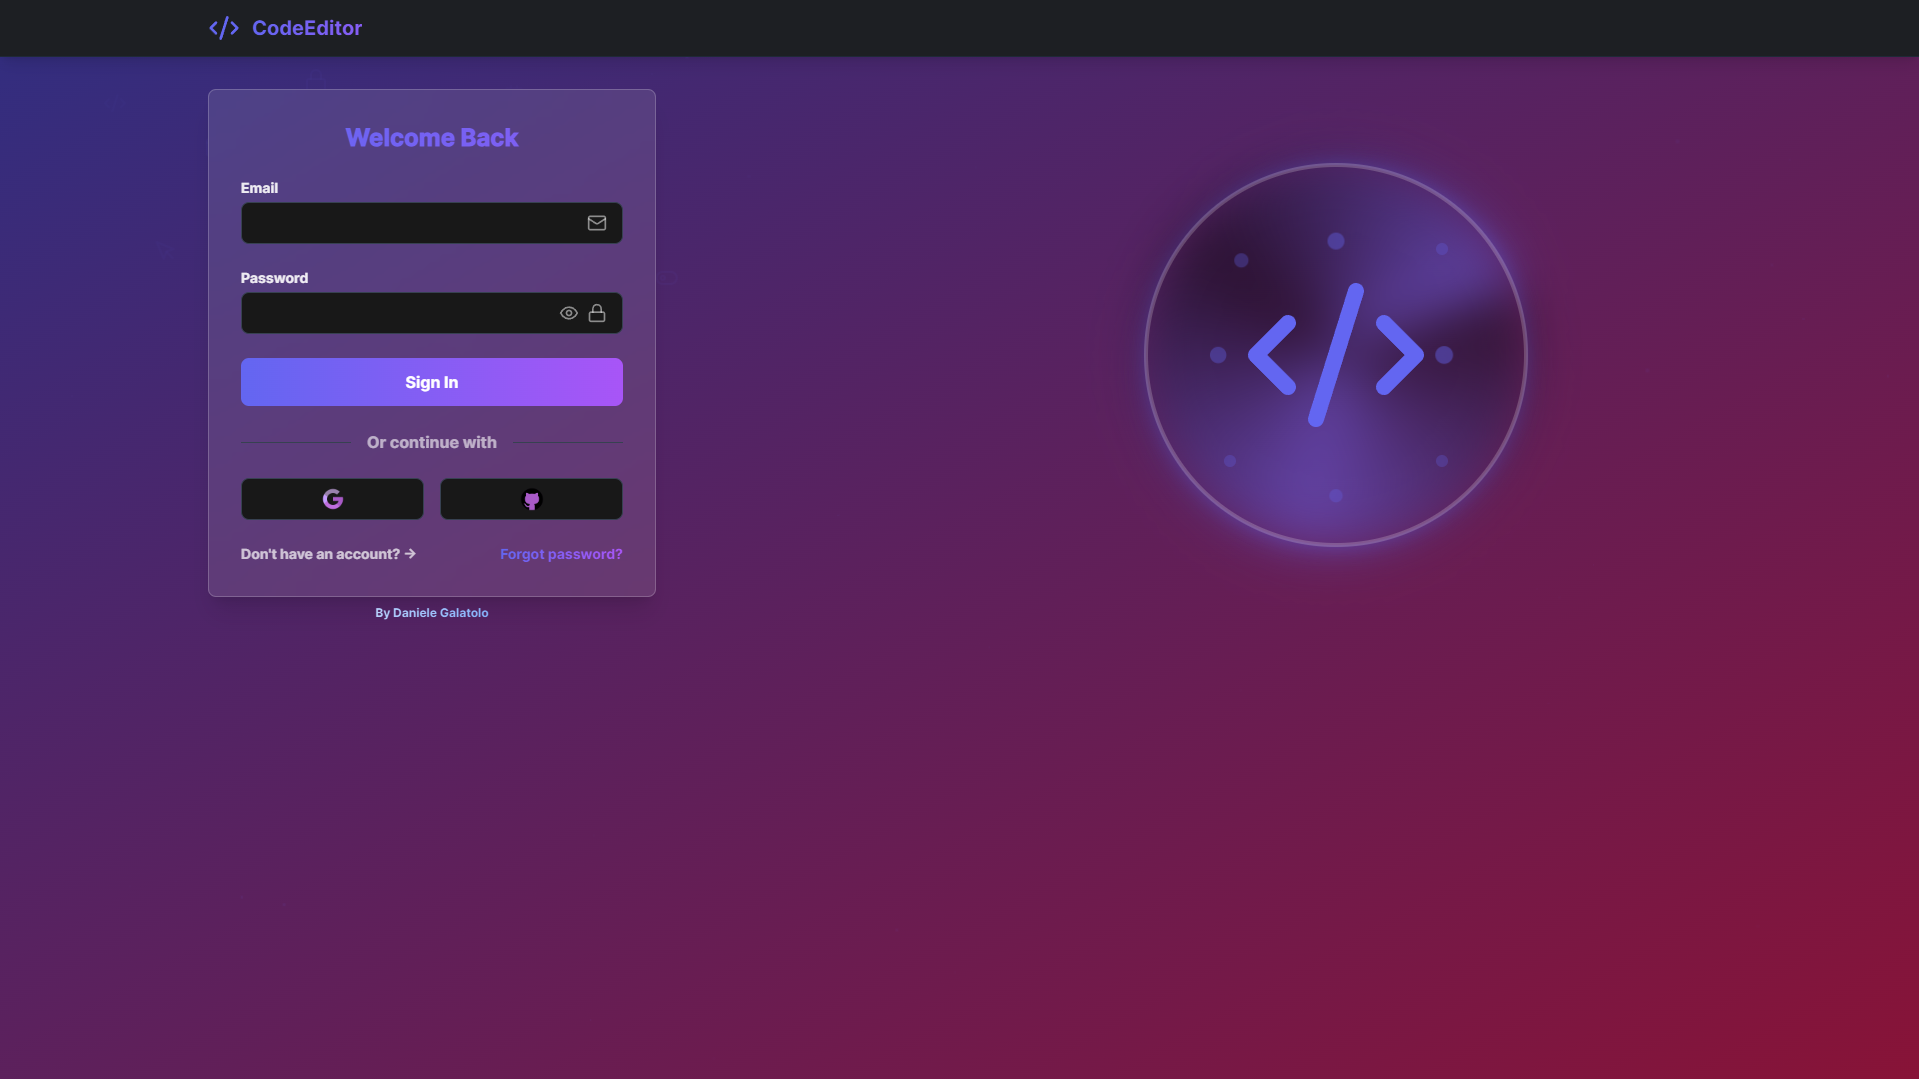 CodeEditor
Welcome Back
Email
Password
Sign In
Or continue with
Don't have an account? →
Forgot password?
By Daniele Galatolo